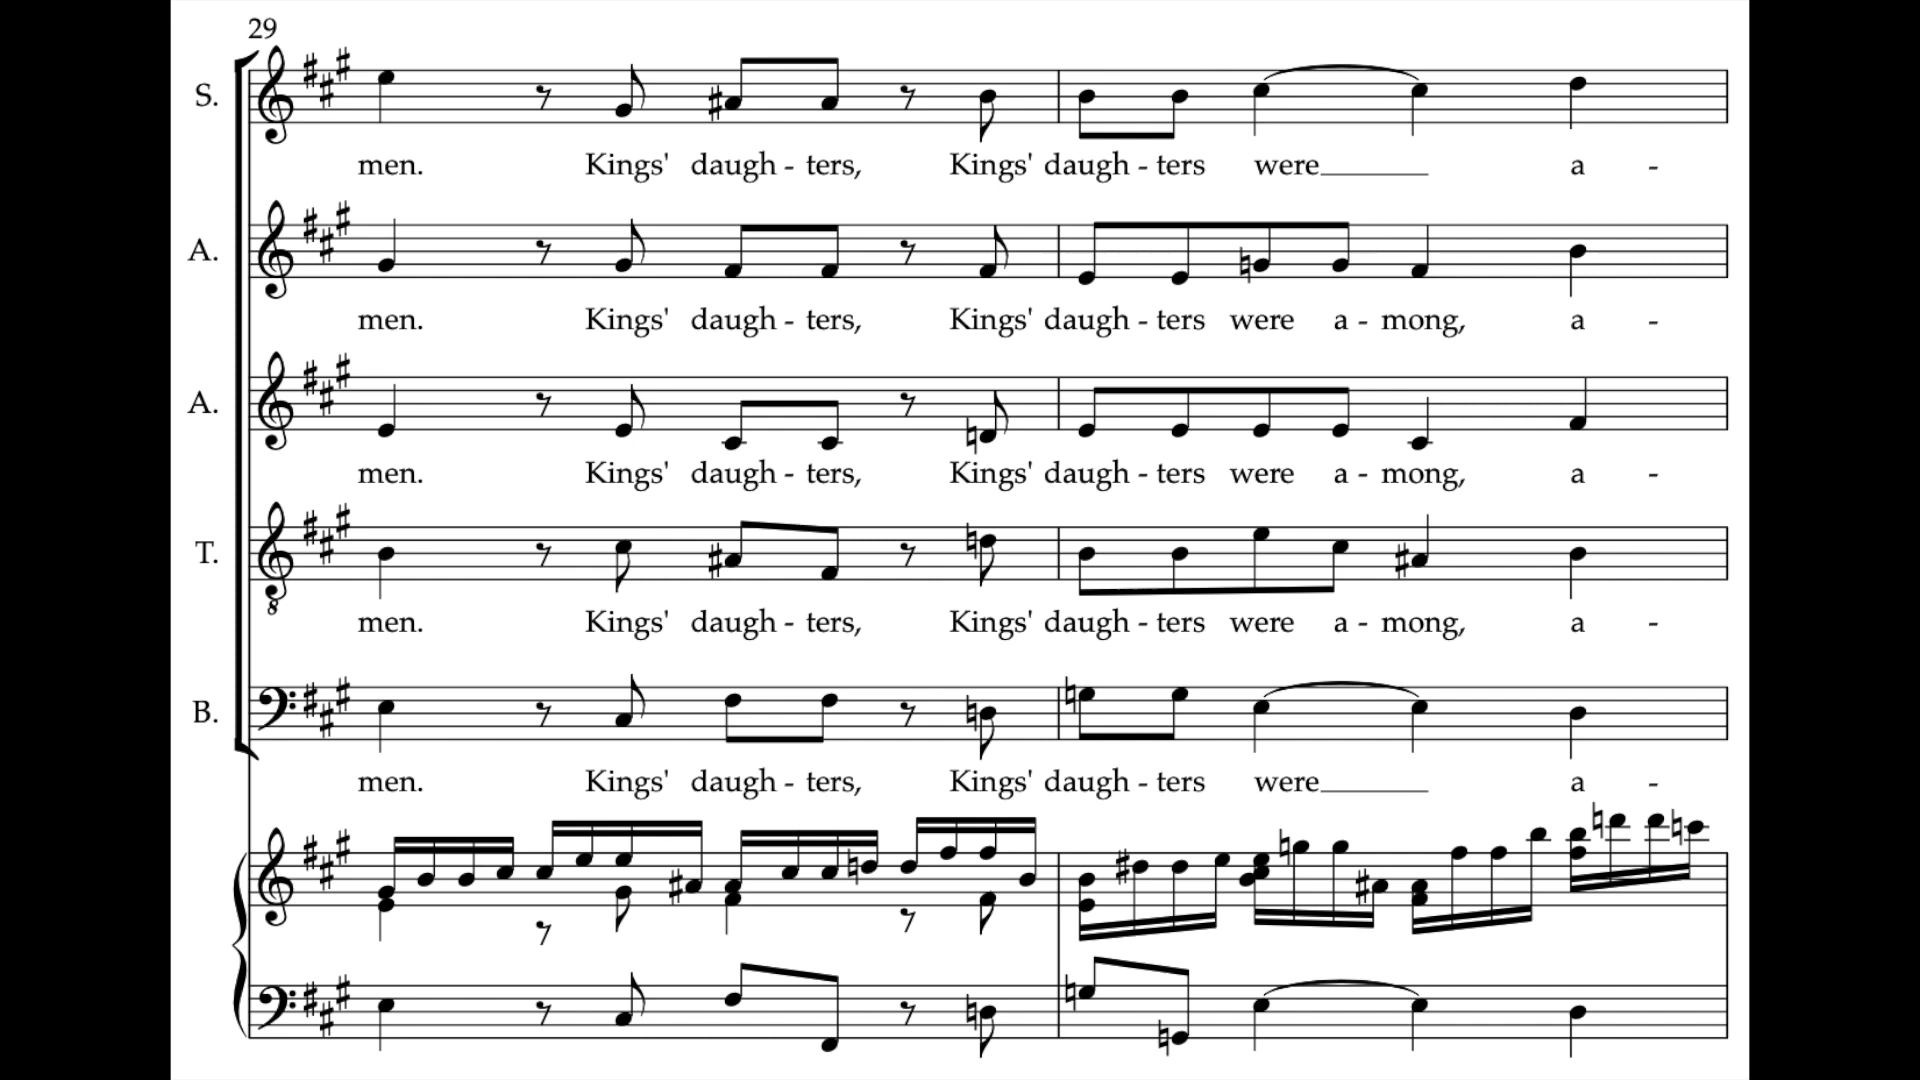 29
S.
men. Kings' daugh - ters, Kings' daugh - ters were a -
A.
men. Kings' daugh - ters, Kings' daugh - ters were a - mong, a -
A.
men. Kings' daugh - ters, Kings' daugh - ters were a - mong, a -
T.
8
men. Kings' daugh - ters, Kings' daugh - ters were a - mong, a -
B.
men. Kings' daugh - ters, Kings' daugh - ters were a -